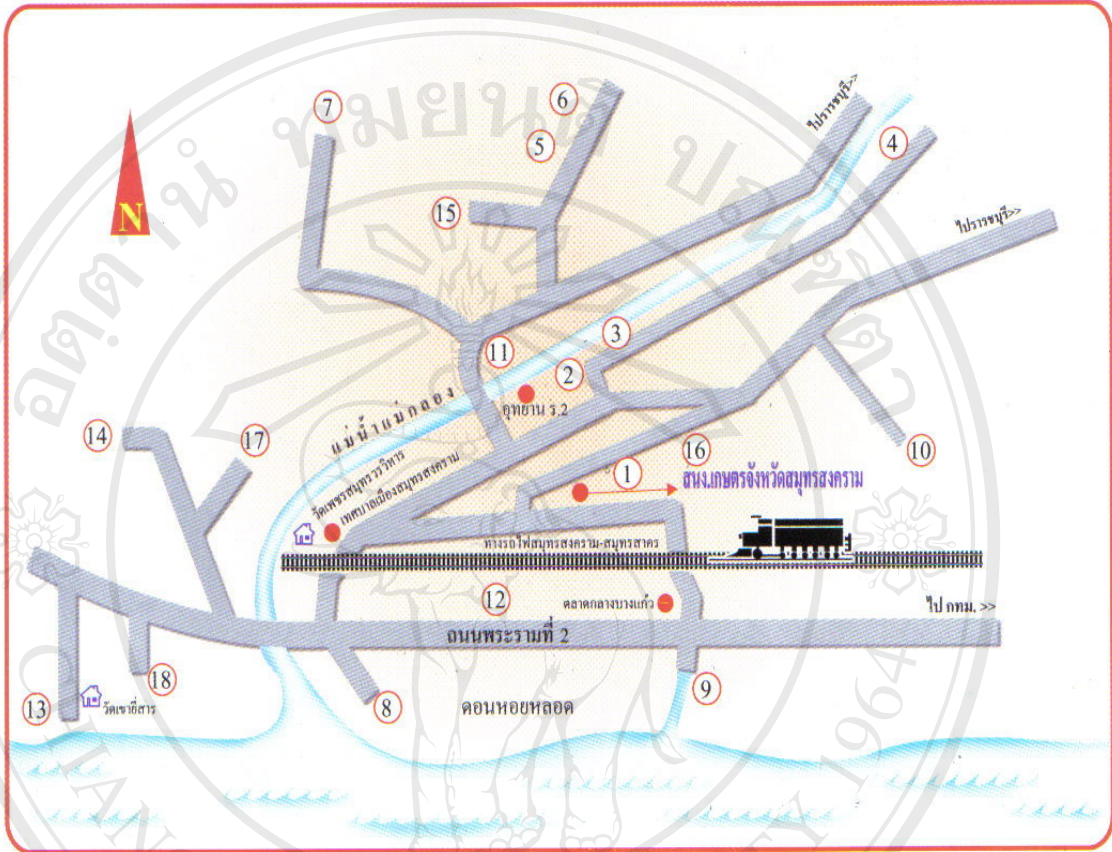 ไปราชบุรี>>
ไปราชบุรี>>
N
7
6
5
4
15
3
11
2
อุทยาน ร.2
แม่น้ำแม่กลอง
14
17
10
วัดเพชรสมุทรวรวิหาร
เทศบาลเมืองสมุทรสงคราม
16
1
สนง.เกษตรจังหวัดสมุทรสงคราม
ทางรถไฟสมุทรสงคราม-สมุทรสาคร
12
ตลาดกลางบางแก้ว
ไป กทม. >>
ถนนพระรามที่ 2
13
วัดเขายี่สาร
18
8
ดอนหอยหลอด
9